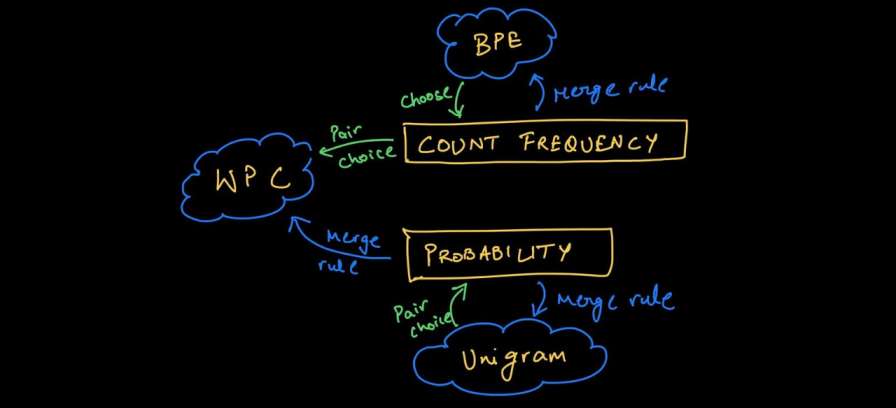 BPE
Choose
Merge rule
COUNT FREQUENCY
Pair
choice
WPC
Merge
rule
PROBABILITY
Pair
choice
Merge rule
Unigram